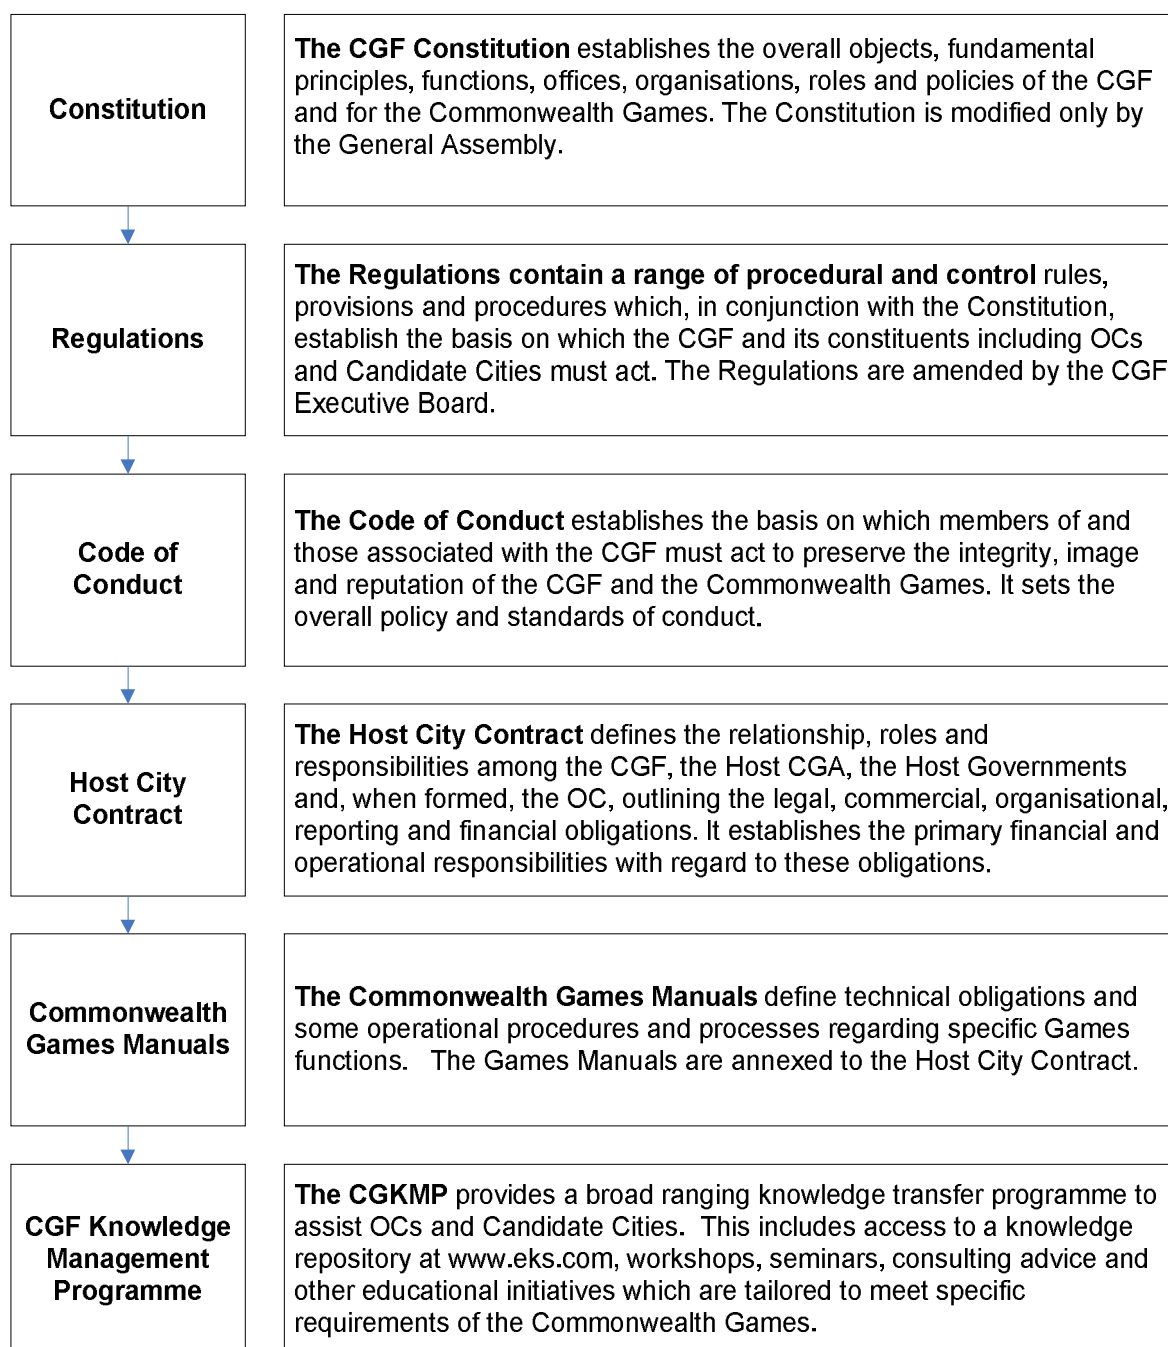 Constitution
The CGF Constitution establishes the overall objects, fundamental
principles, functions, offices, organisations, roles and policies of the CGF
and for the Commonwealth Games. The Constitution is modified only by
the General Assembly.
Regulations
The Regulations contain a range of procedural and control rules,
provisions and procedures which, in conjunction with the Constitution,
establish the basis on which the CGF and its constituents including OCs
and Candidate Cities must act. The Regulations are amended by the CGF
Executive Board.
Code of
Conduct
The Code of Conduct establishes the basis on which members of and
those associated with the CGF must act to preserve the integrity, image
and reputation of the CGF and the Commonwealth Games. It sets the
overall policy and standards of conduct.
Host City
Contract
The Host City Contract defines the relationship, roles and
responsibilities among the CGF, the Host CGA, the Host Governments
and, when formed, the OC, outlining the legal, commercial, organisational,
reporting and financial obligations. It establishes the primary financial and
operational responsibilities with regard to these obligations.
Commonwealth
Games Manuals
The Commonwealth Games Manuals define technical obligations and
some operational procedures and processes regarding specific Games
functions.   The Games Manuals are annexed to the Host City Contract.
CGF Knowledge
Management
Programme
The CGKMP provides a broad ranging knowledge transfer programme to
assist OCs and Candidate Cities.  This includes access to a knowledge
repository at www.eks.com, workshops, seminars, consulting advice and
other educational initiatives which are tailored to meet specific
requirements of the Commonwealth Games.